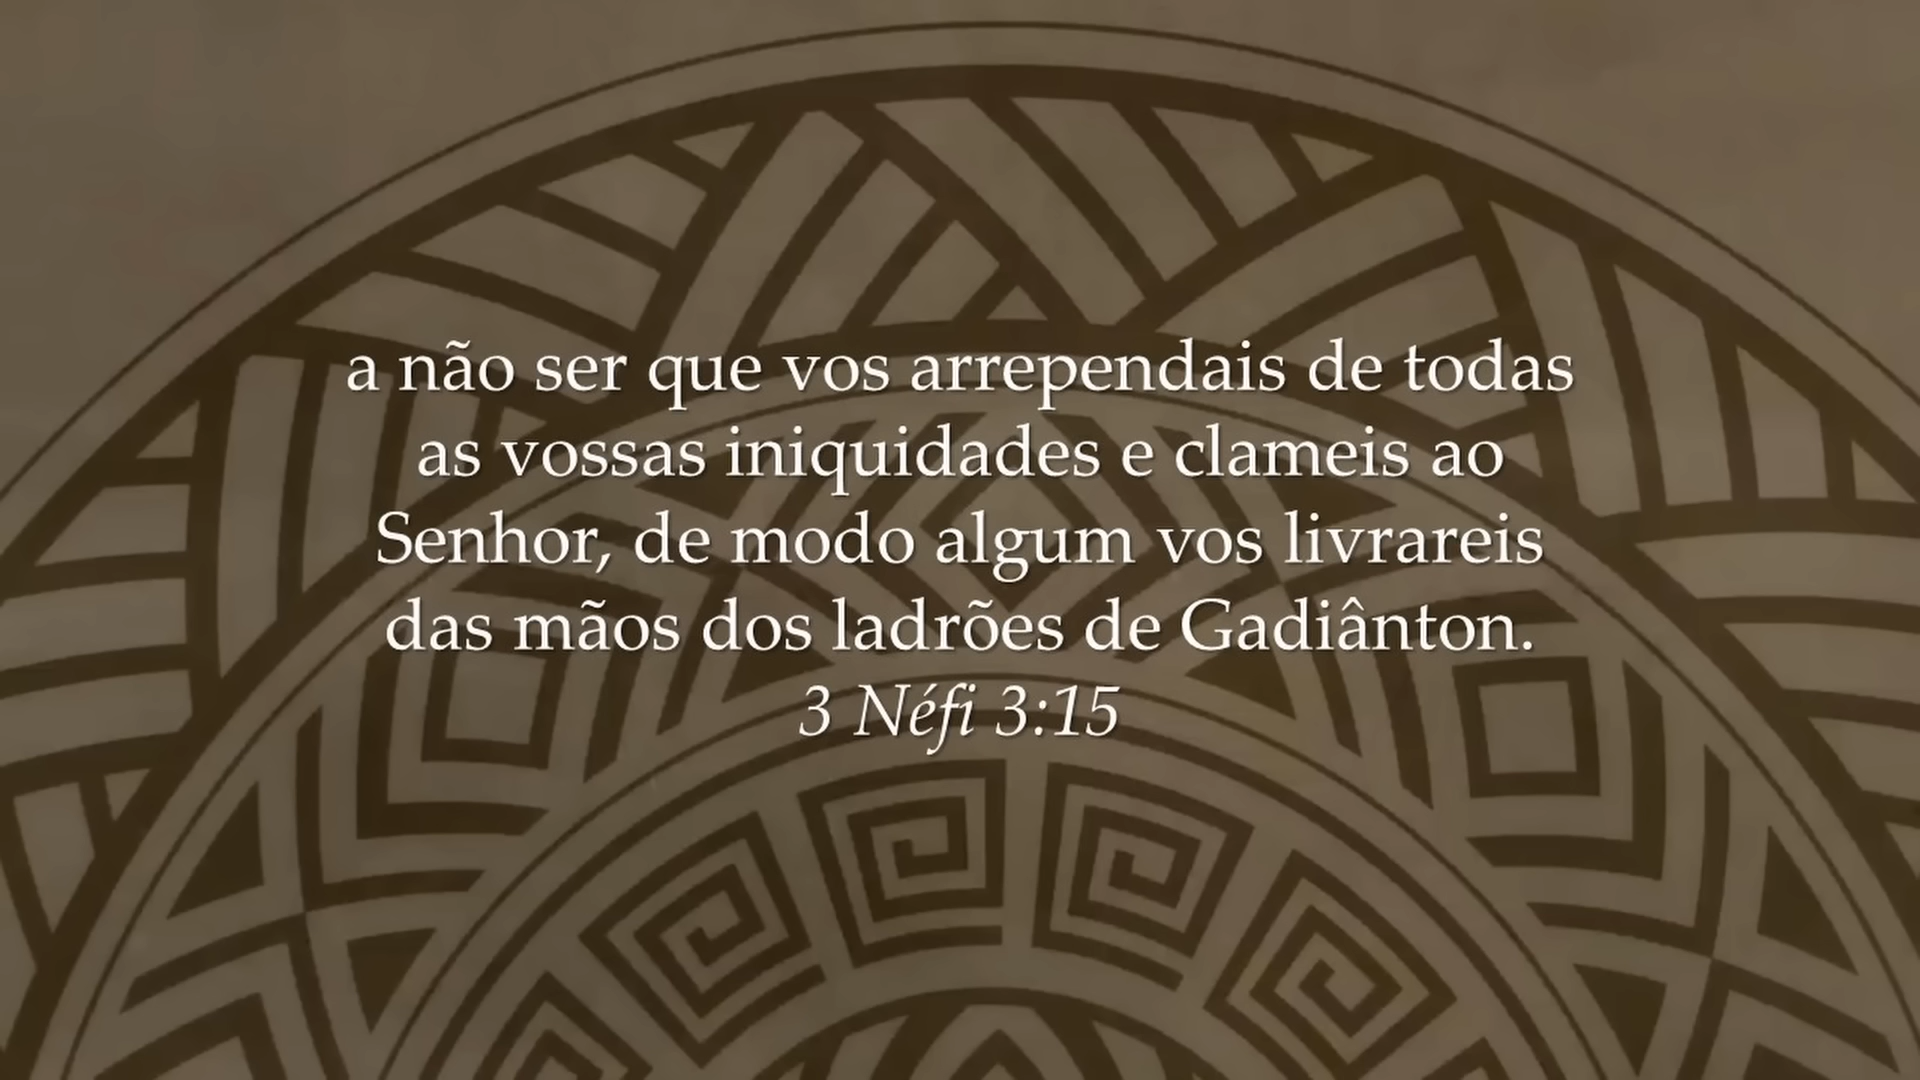 a não ser que vos arrependais de todas
as vossas iniquidades e clameis ao
Senhor, de modo algum vos livrareis
das mãos dos ladrões de Gadiânton.
3 Néfi 3:15